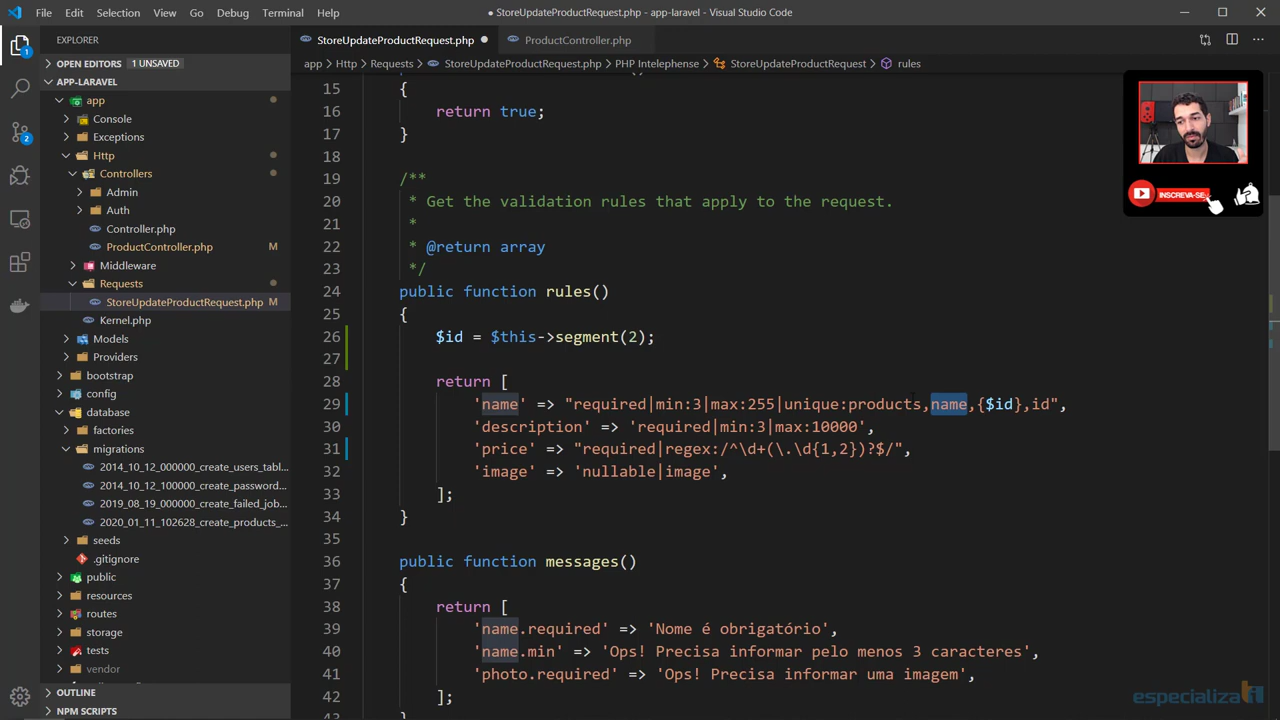 File Edit Selection View Go Debug Terminal Help
● StoreUpdateProductRequest.php - app-laravel - Visual Studio Code
EXPLORER
OPEN EDITORS 1 UNSAVED
APP-LARAVEL
app
Console
Exceptions
Http
Controllers
Admin
Auth
Controller.php
ProductController.php M
Middleware
Requests
StoreUpdateProductRequest.php
Kernel.php
Models
Providers
bootstrap
config
database
factories
migrations
2014_10_12_000000_create_users_tabl...
2014_10_12_100000_create_password...
2019_08_19_000000_create_failed_job...
2020_01_11_102628_create_products_...
seeds
.gitignore
public
resources
routes
storage
tests
vendor
OUTLINE
NPM SCRIPTS
1
2
StoreUpdateProductRequest.php ●
ProductController.php
app > Http > Requests > StoreUpdateProductRequest.php > PHP Intelephense > StoreUpdateProductRequest > rules
15 {
16 return true;
17 }
18
19 /**
20 * Get the validation rules that apply to the request.
21 *
22 * @return array
23 */
24 public function rules()
25 {
26 $id = $this->segment(2);
27
28 return [
29 'name' => "required|min:3|max:255|unique:products,name,{$id},id",
30 'description' => 'required|min:3|max:10000',
31 'price' => "required|regex:/^\d+(\.\d{1,2})?$/",
32 'image' => 'nullable|image',
33 ];
34 }
35
36 public function messages()
37 {
38 return [
39 'name.required' => 'Nome é obrigatório',
40 'name.min' => 'Ops! Precisa informar pelo menos 3 caracteres',
41 'photo.required' => 'Ops! Precisa informar uma imagem',
42 ];
INSCREVA-SE
especializati